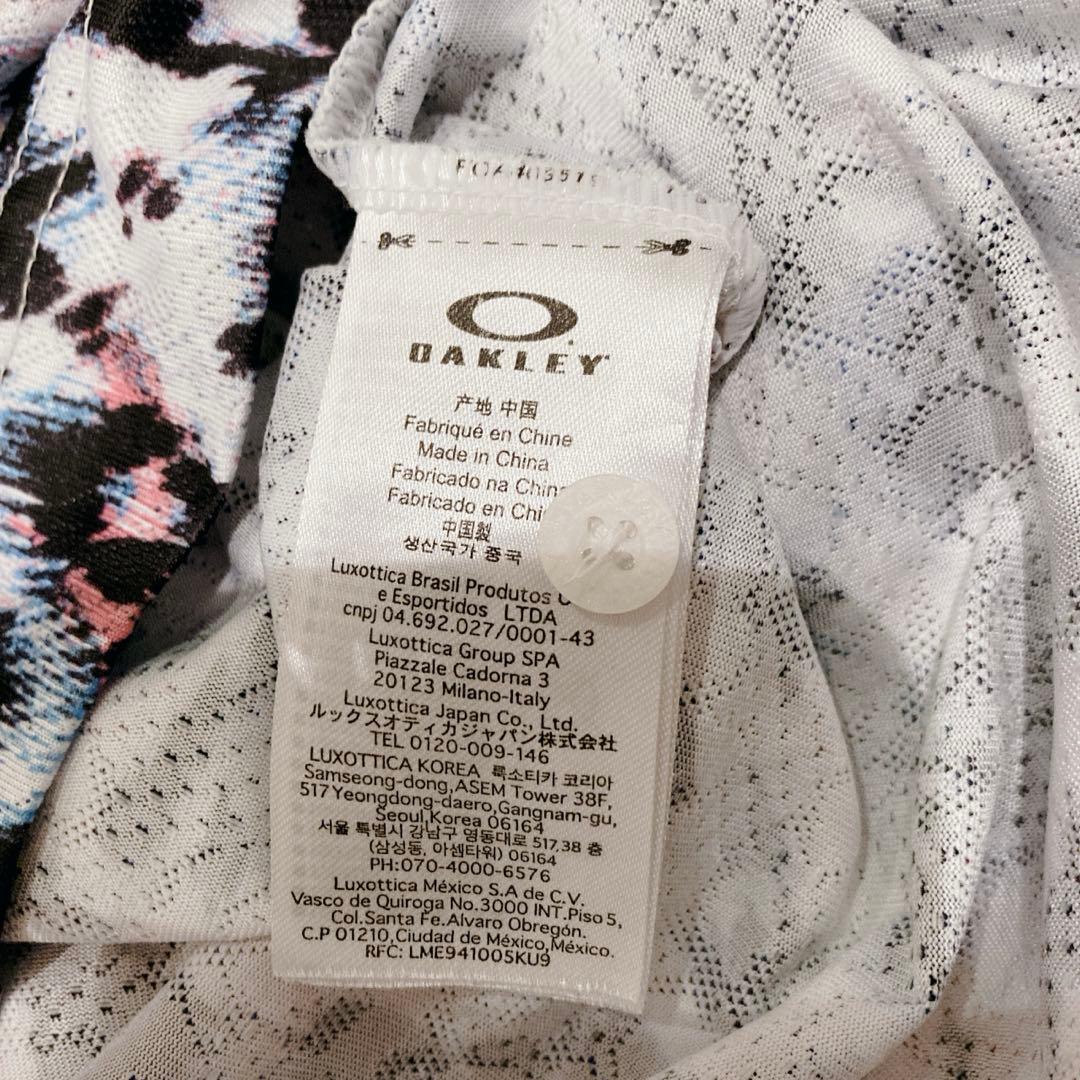 OAKLEY
产地 中国
Fabriqué en Chine
Made in China
Fabricado na
Fabricado en
中国製
생산국가 중국
Luxottica Brasil Produtos
e Esportidos LTDA
cnpj 04.692.027/0001-43
Luxottica Group SPA
Piazzale Cadorna 3
20123 Milano-Italy
Luxottica Japan Co., Ltd.
ルックスオティカジャパン株式会社
TEL 0120-009-146
LUXOTTICA KOREA 룩소티카 코리아
Samseong-dong,ASEM Tower 38F,
517 Yeongdong-daero,Gangnam-gu,
Seoul,Korea 06164
서울 특별시 강남구 영동대로 517,38 층
(삼성동, 아셈타워) 06164
PH:070-4000-6576
Luxottica México S.A de C.V.
Vasco de Quiroga No.3000 INT.Piso 5,
Col.Santa Fe.Alvaro Obregón.
C.P 01210,Ciudad de México,México.
RFC: LME941005KU9